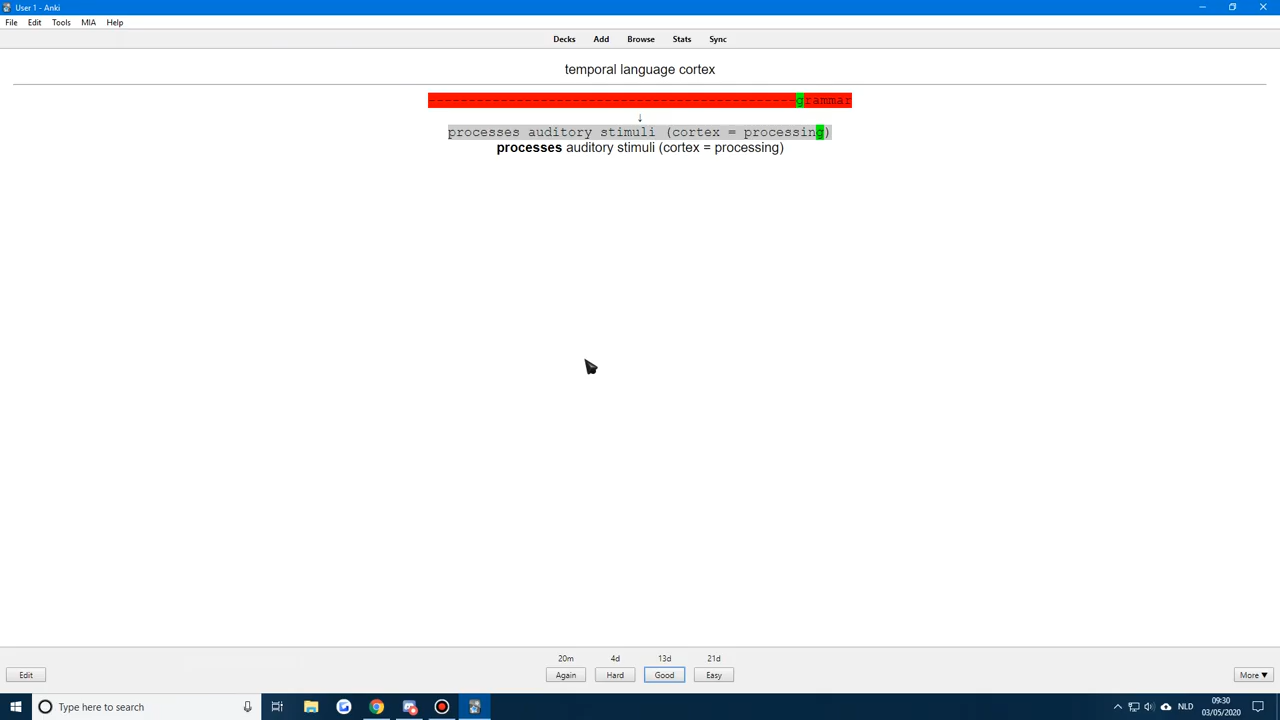 User 1 - Anki
File Edit Tools MIA Help
Decks Add Browse Stats Sync
temporal language cortex
----------------------------------------------grammar
↓
processes auditory stimuli (cortex = processing)
processes auditory stimuli (cortex = processing)
20m 4d 13d 21d
Edit Again Hard Good Easy More ▼
Type here to search NLD 09:30
03/05/2020